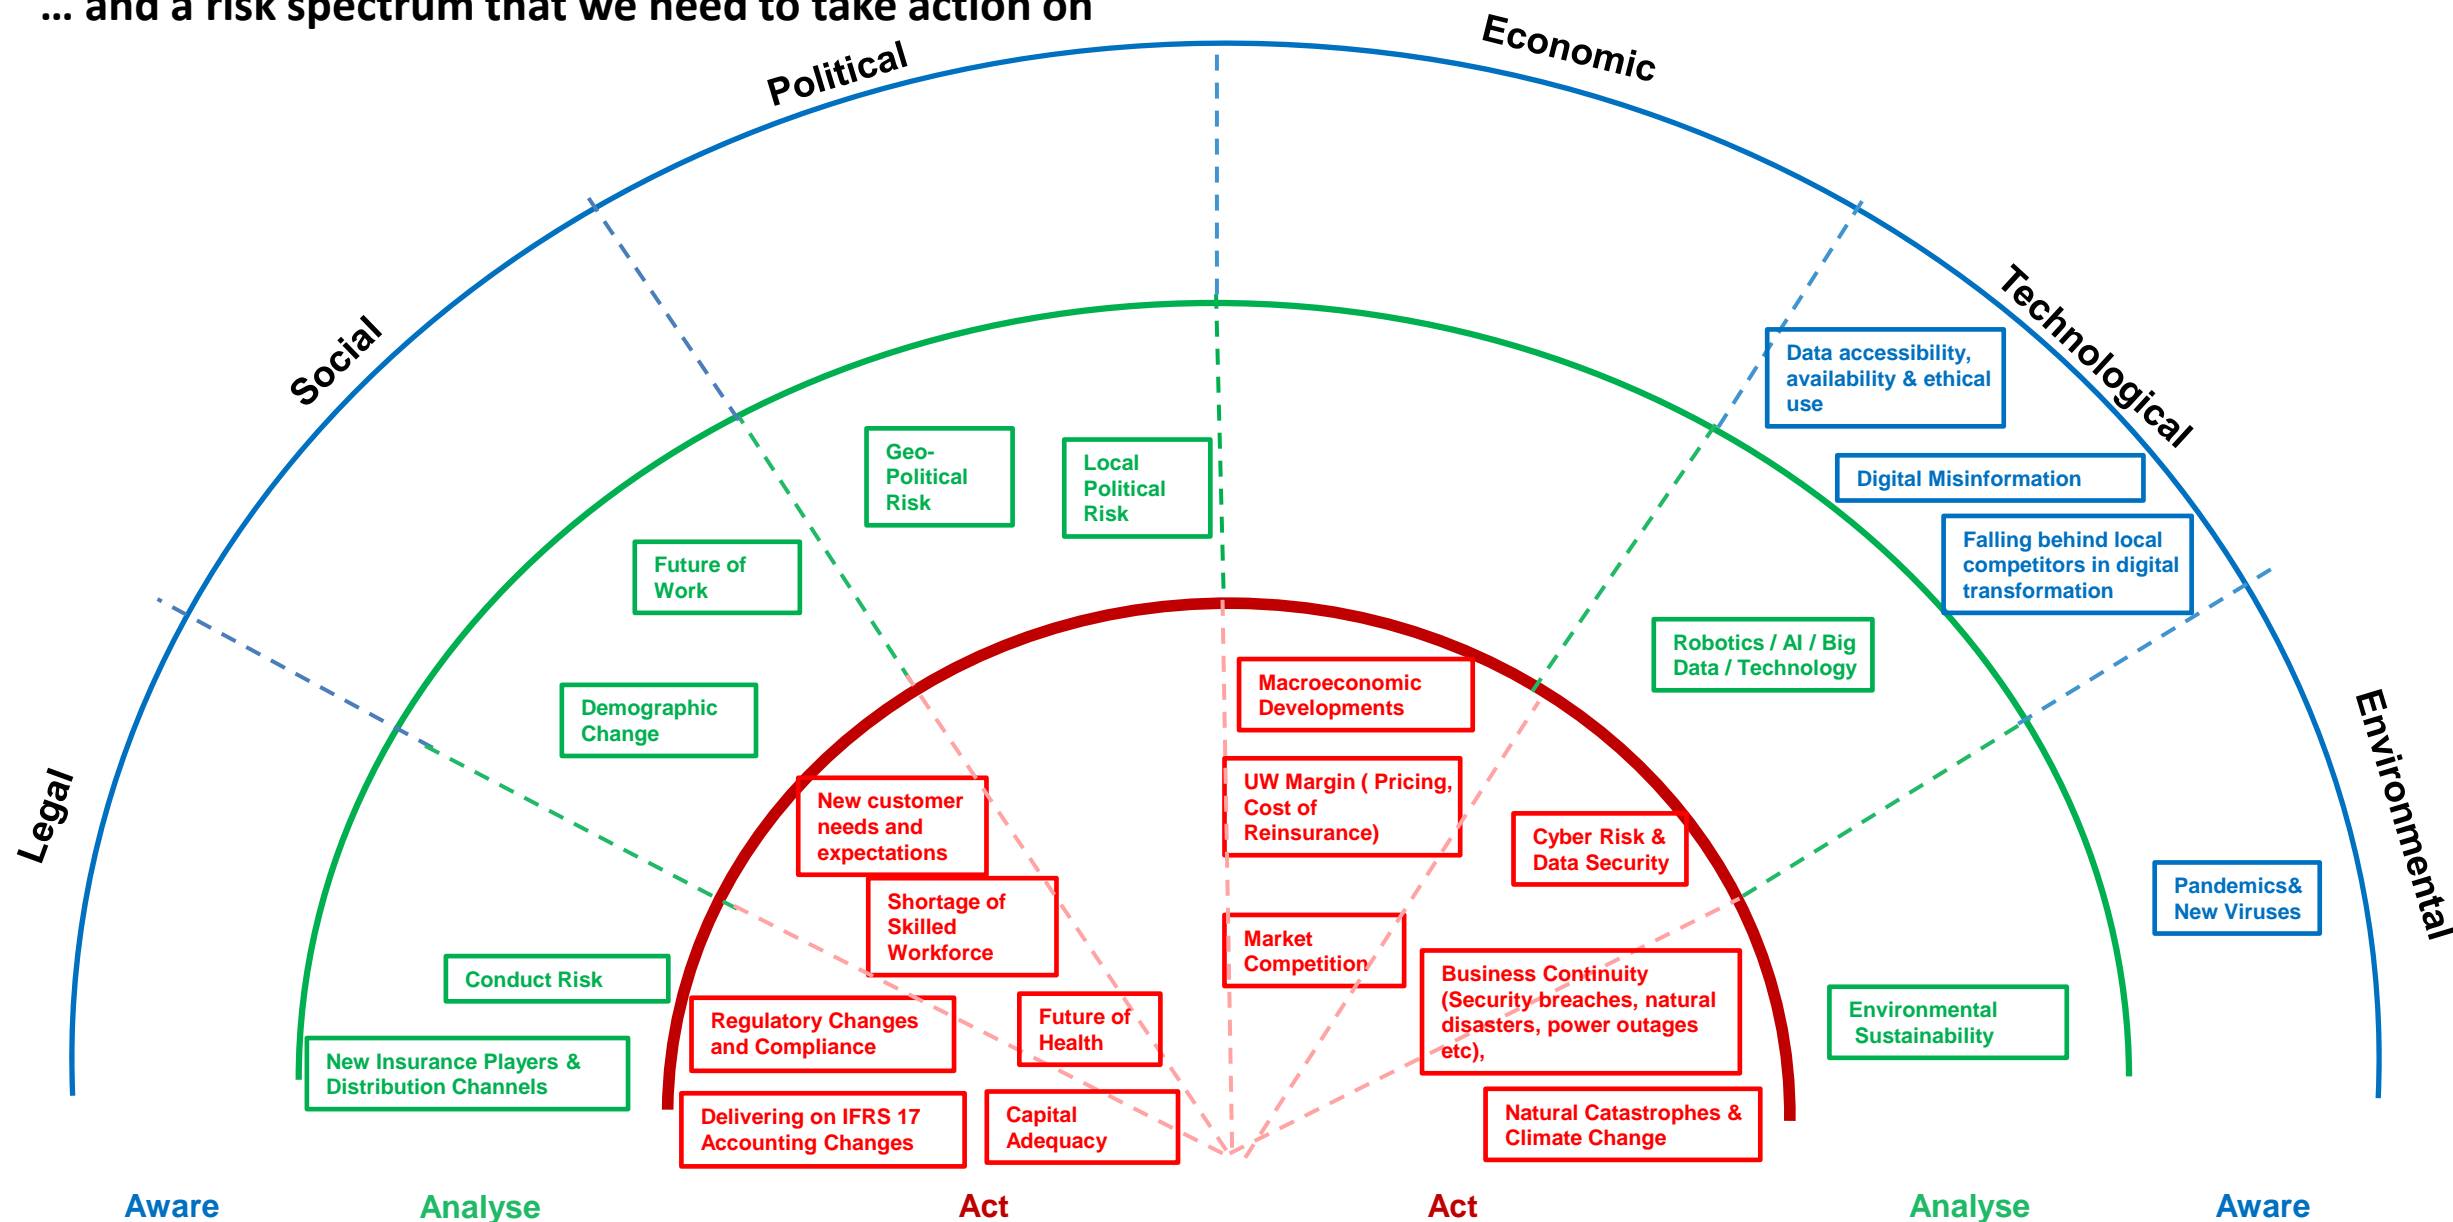 ... and a risk spectrum that we need to take action on
Political
Economic
Social
Technological
Legal
Environmental
Data accessibility,
availability & ethical
use
Digital Misinformation
Falling behind local
competitors in digital
transformation
Geo-
Political
Risk
Local
Political
Risk
Future of
Work
Robotics / AI / Big
Data / Technology
Demographic
Change
Macroeconomic
Developments
New customer
needs and
expectations
UW Margin ( Pricing,
Cost of
Reinsurance)
Cyber Risk &
Data Security
Pandemics&
New Viruses
Shortage of
Skilled
Workforce
Market
Competition
Conduct Risk
Business Continuity
(Security breaches, natural
disasters, power outages
etc),
Regulatory Changes
and Compliance
Future of
Health
Environmental
Sustainability
New Insurance Players &
Distribution Channels
Delivering on IFRS 17
Accounting Changes
Capital
Adequacy
Natural Catastrophes &
Climate Change
Aware
Analyse
Act
Act
Analyse
Aware